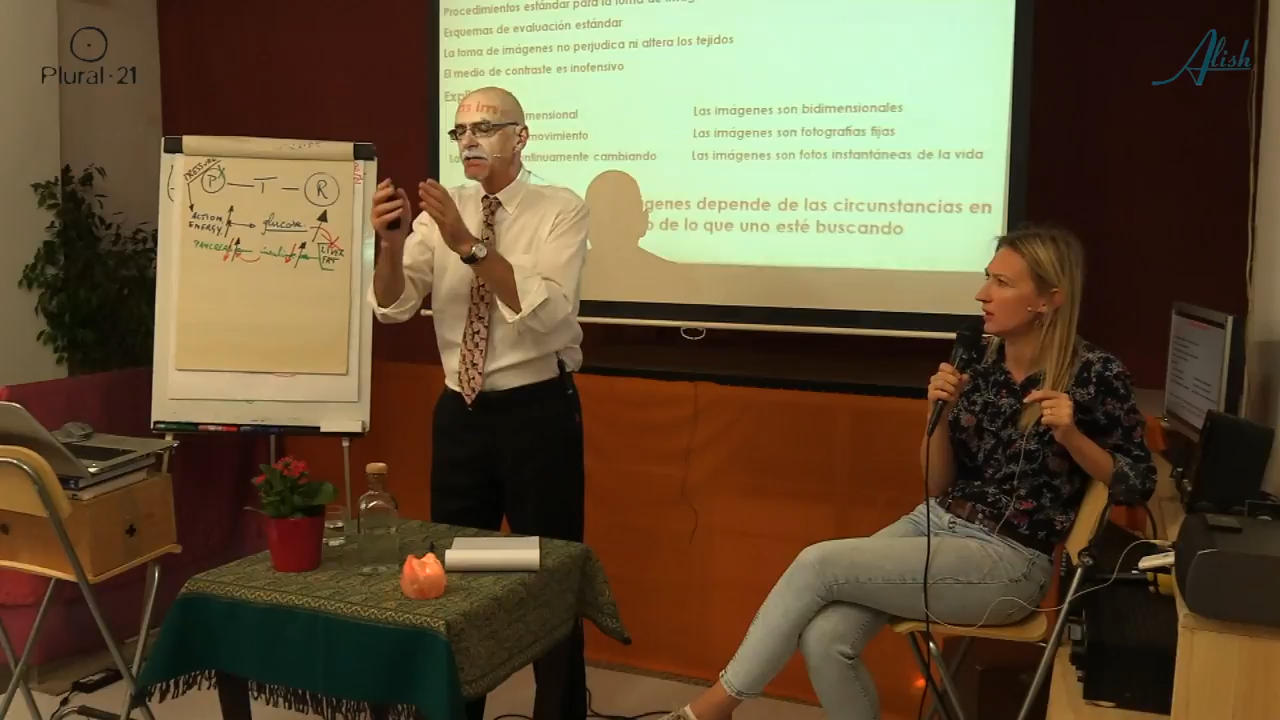 Plural·21
Alish
Procedimientos estándar para la toma de
Esquemas de evaluación estándar
La toma de imágenes no perjudica ni altera los tejidos
El medio de contraste es inofensivo
Las imágenes son bidimensionales
movimiento
Las imágenes son fotografías fijas
continuamente cambiando
Las imágenes son fotos instantáneas de la vida
depende de las circunstancias en
de lo que uno esté buscando
PRESSURE
P — T — R
ACTION
ENERGY
glucose
PANCREAS
LIVER
FAT